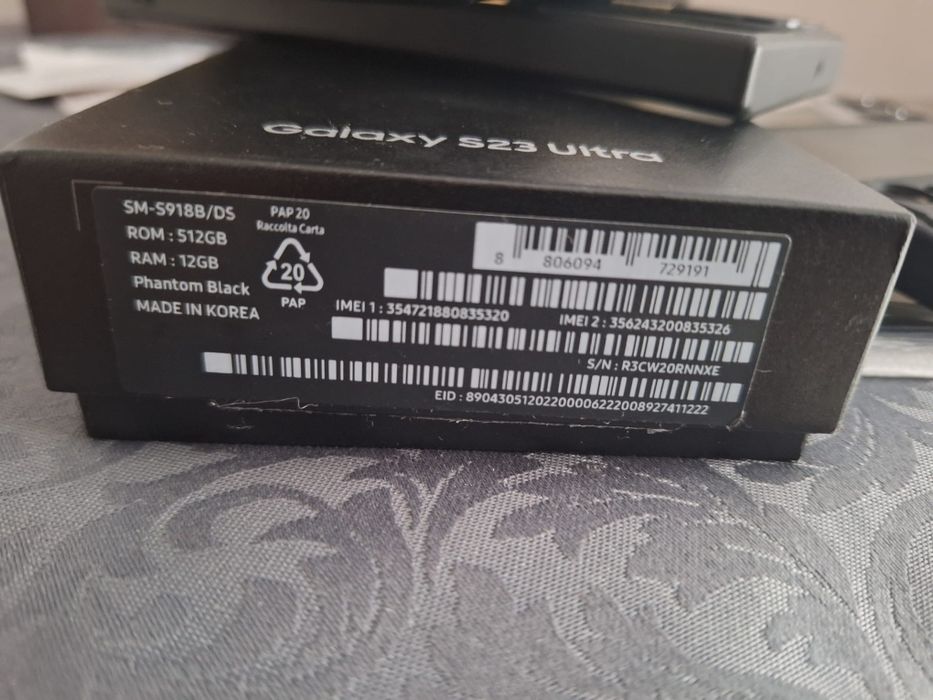 Galaxy S23 Ultra
SM-S918B/DS
ROM : 512GB
RAM : 12GB
Phantom Black
MADE IN KOREA
PAP 20
Raccolta Carta
20
PAP
8 806094 729191
IMEI 1 : 354721880835320
IMEI 2 : 356243200835326
S/N : R3CW20RNNXE
EID : 89043051202200006222008927411222